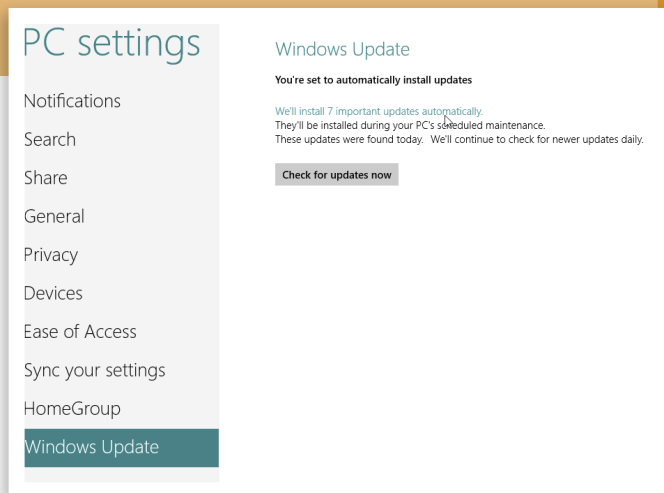 PC settings
Notifications
Search
Share
General
Privacy
Devices
Ease of Access
Sync your settings
HomeGroup
Windows Update
Windows Update
You're set to automatically install updates
We'll install 7 important updates automatically.
They'll be installed during your PC's scheduled maintenance.
These updates were found today. We'll continue to check for newer updates daily.
Check for updates now